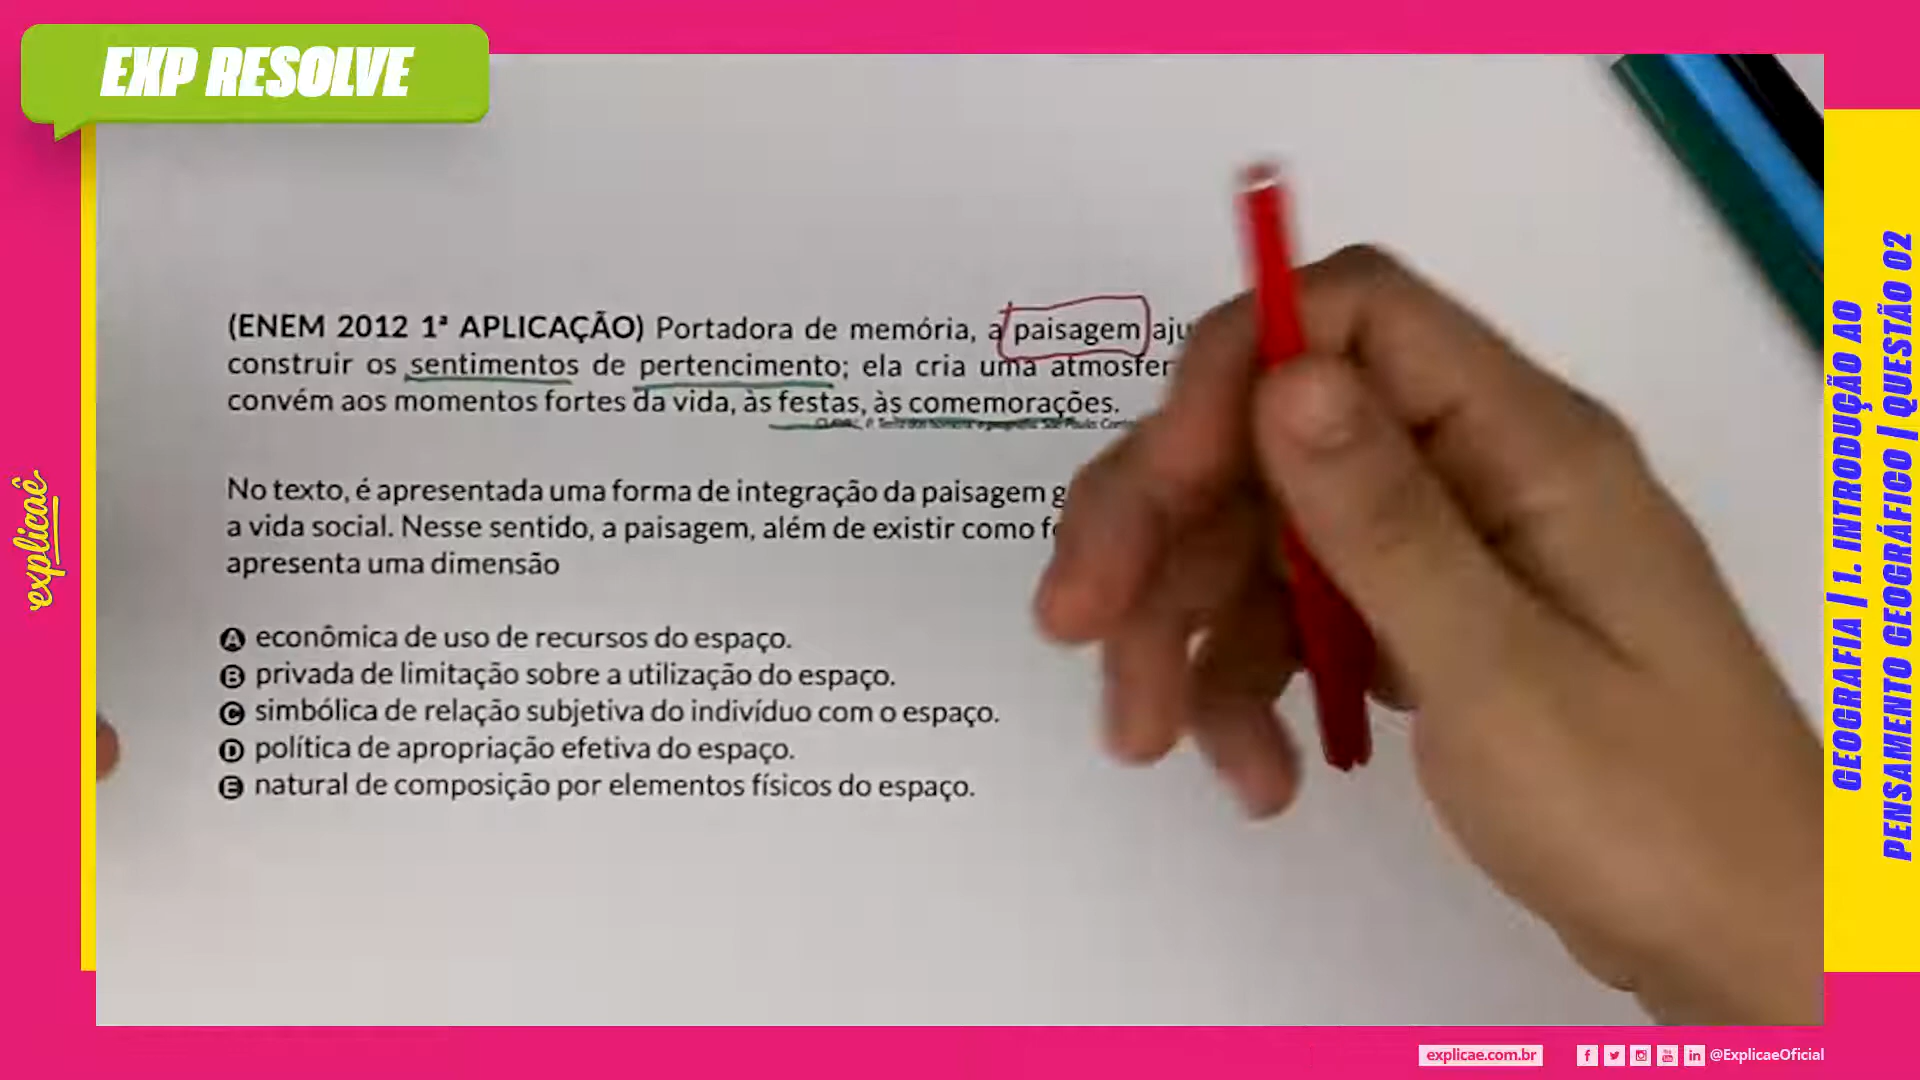 EXP RESOLVE
(ENEM 2012 1ª APLICAÇÃO) Portadora de memória, a paisagem
construir os sentimentos de pertencimento; ela cria uma
convém aos momentos fortes da vida, às festas, às comemorações.
No texto, é apresentada uma forma de integração da paisagem
a vida social. Nesse sentido, a paisagem, além de existir como
apresenta uma dimensão
A econômica de uso de recursos do espaço.
B privada de limitação sobre a utilização do espaço.
C simbólica de relação subjetiva do indivíduo com o espaço.
D política de apropriação efetiva do espaço.
E natural de composição por elementos físicos do espaço.
explicaê
GEOGRAFIA | 1. INTRODUÇÃO AO
PENSAMENTO GEOGRÁFICO | QUESTÃO 02
explicae.com.br
@ExplicaeOficial